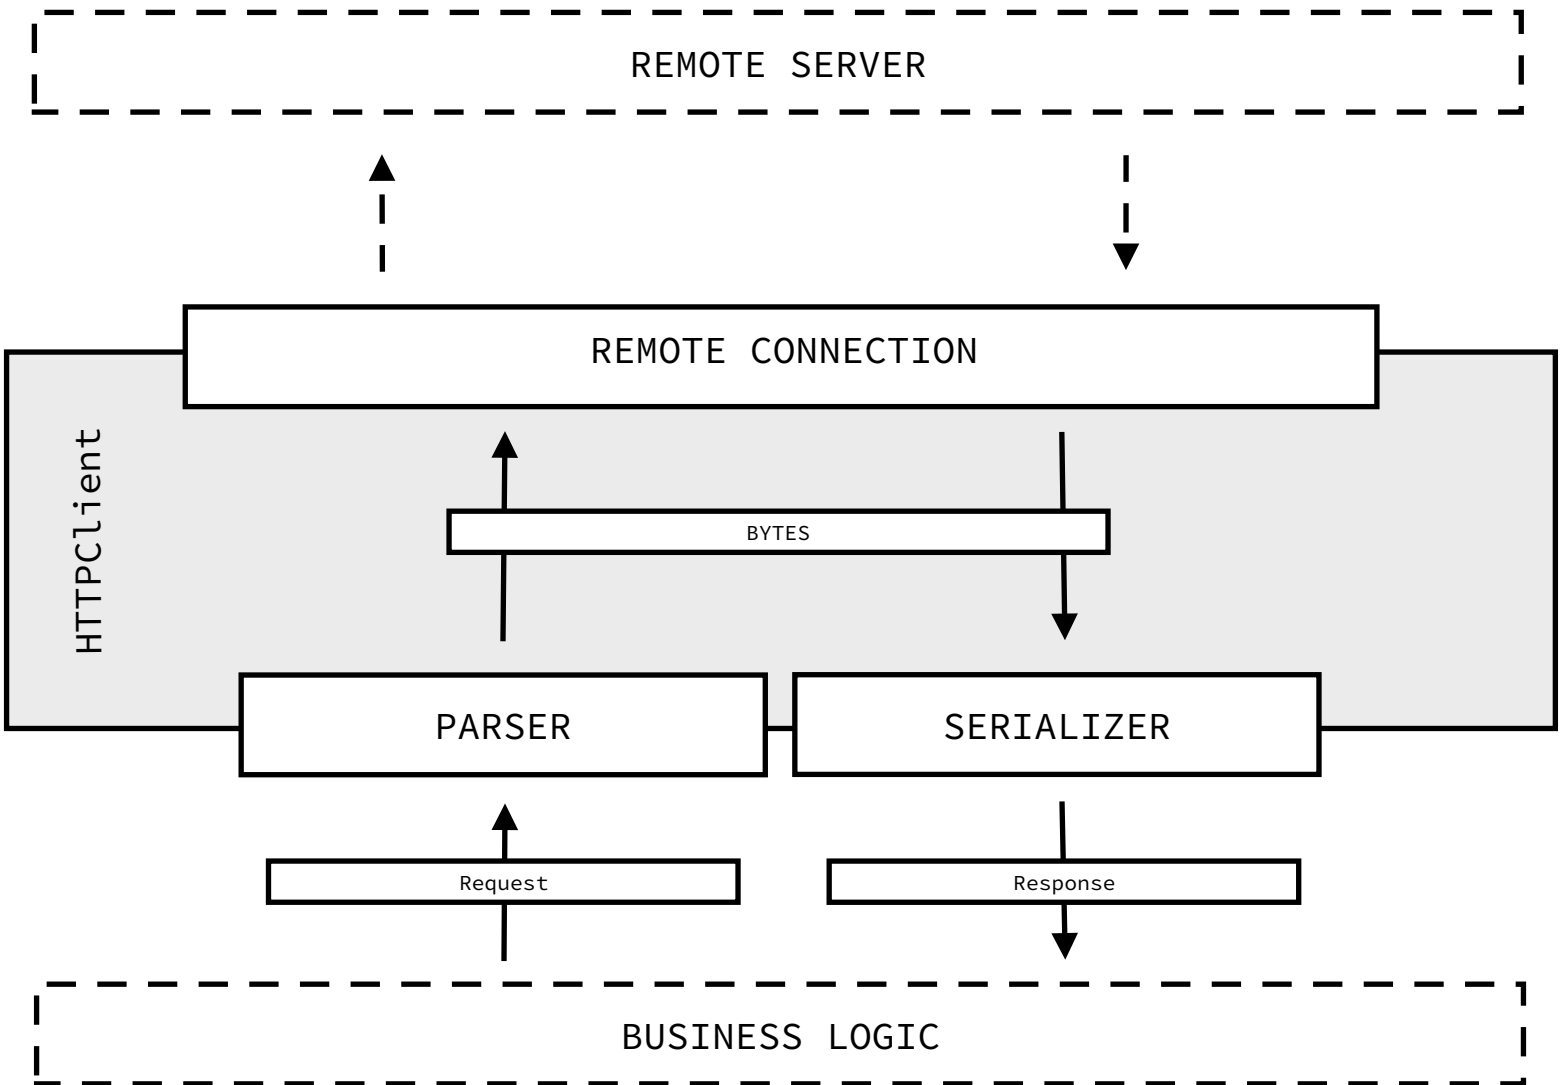 REMOTE SERVER
REMOTE CONNECTION
HTTPClient
BYTES
PARSER
SERIALIZER
Request
Response
BUSINESS LOGIC